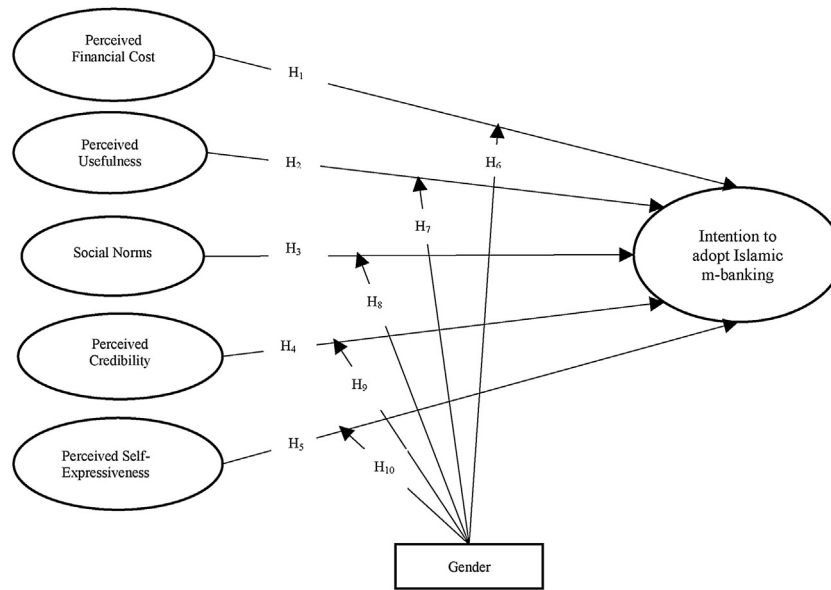 Perceived
Financial Cost
H₁
Perceived
Usefulness
H₂
H₆
H₇
Social Norms
H₃
Intention to
adopt Islamic
m-banking
H₈
Perceived
Credibility
H₄
H₉
Perceived Self-
Expressiveness
H₅
H₁₀
Gender